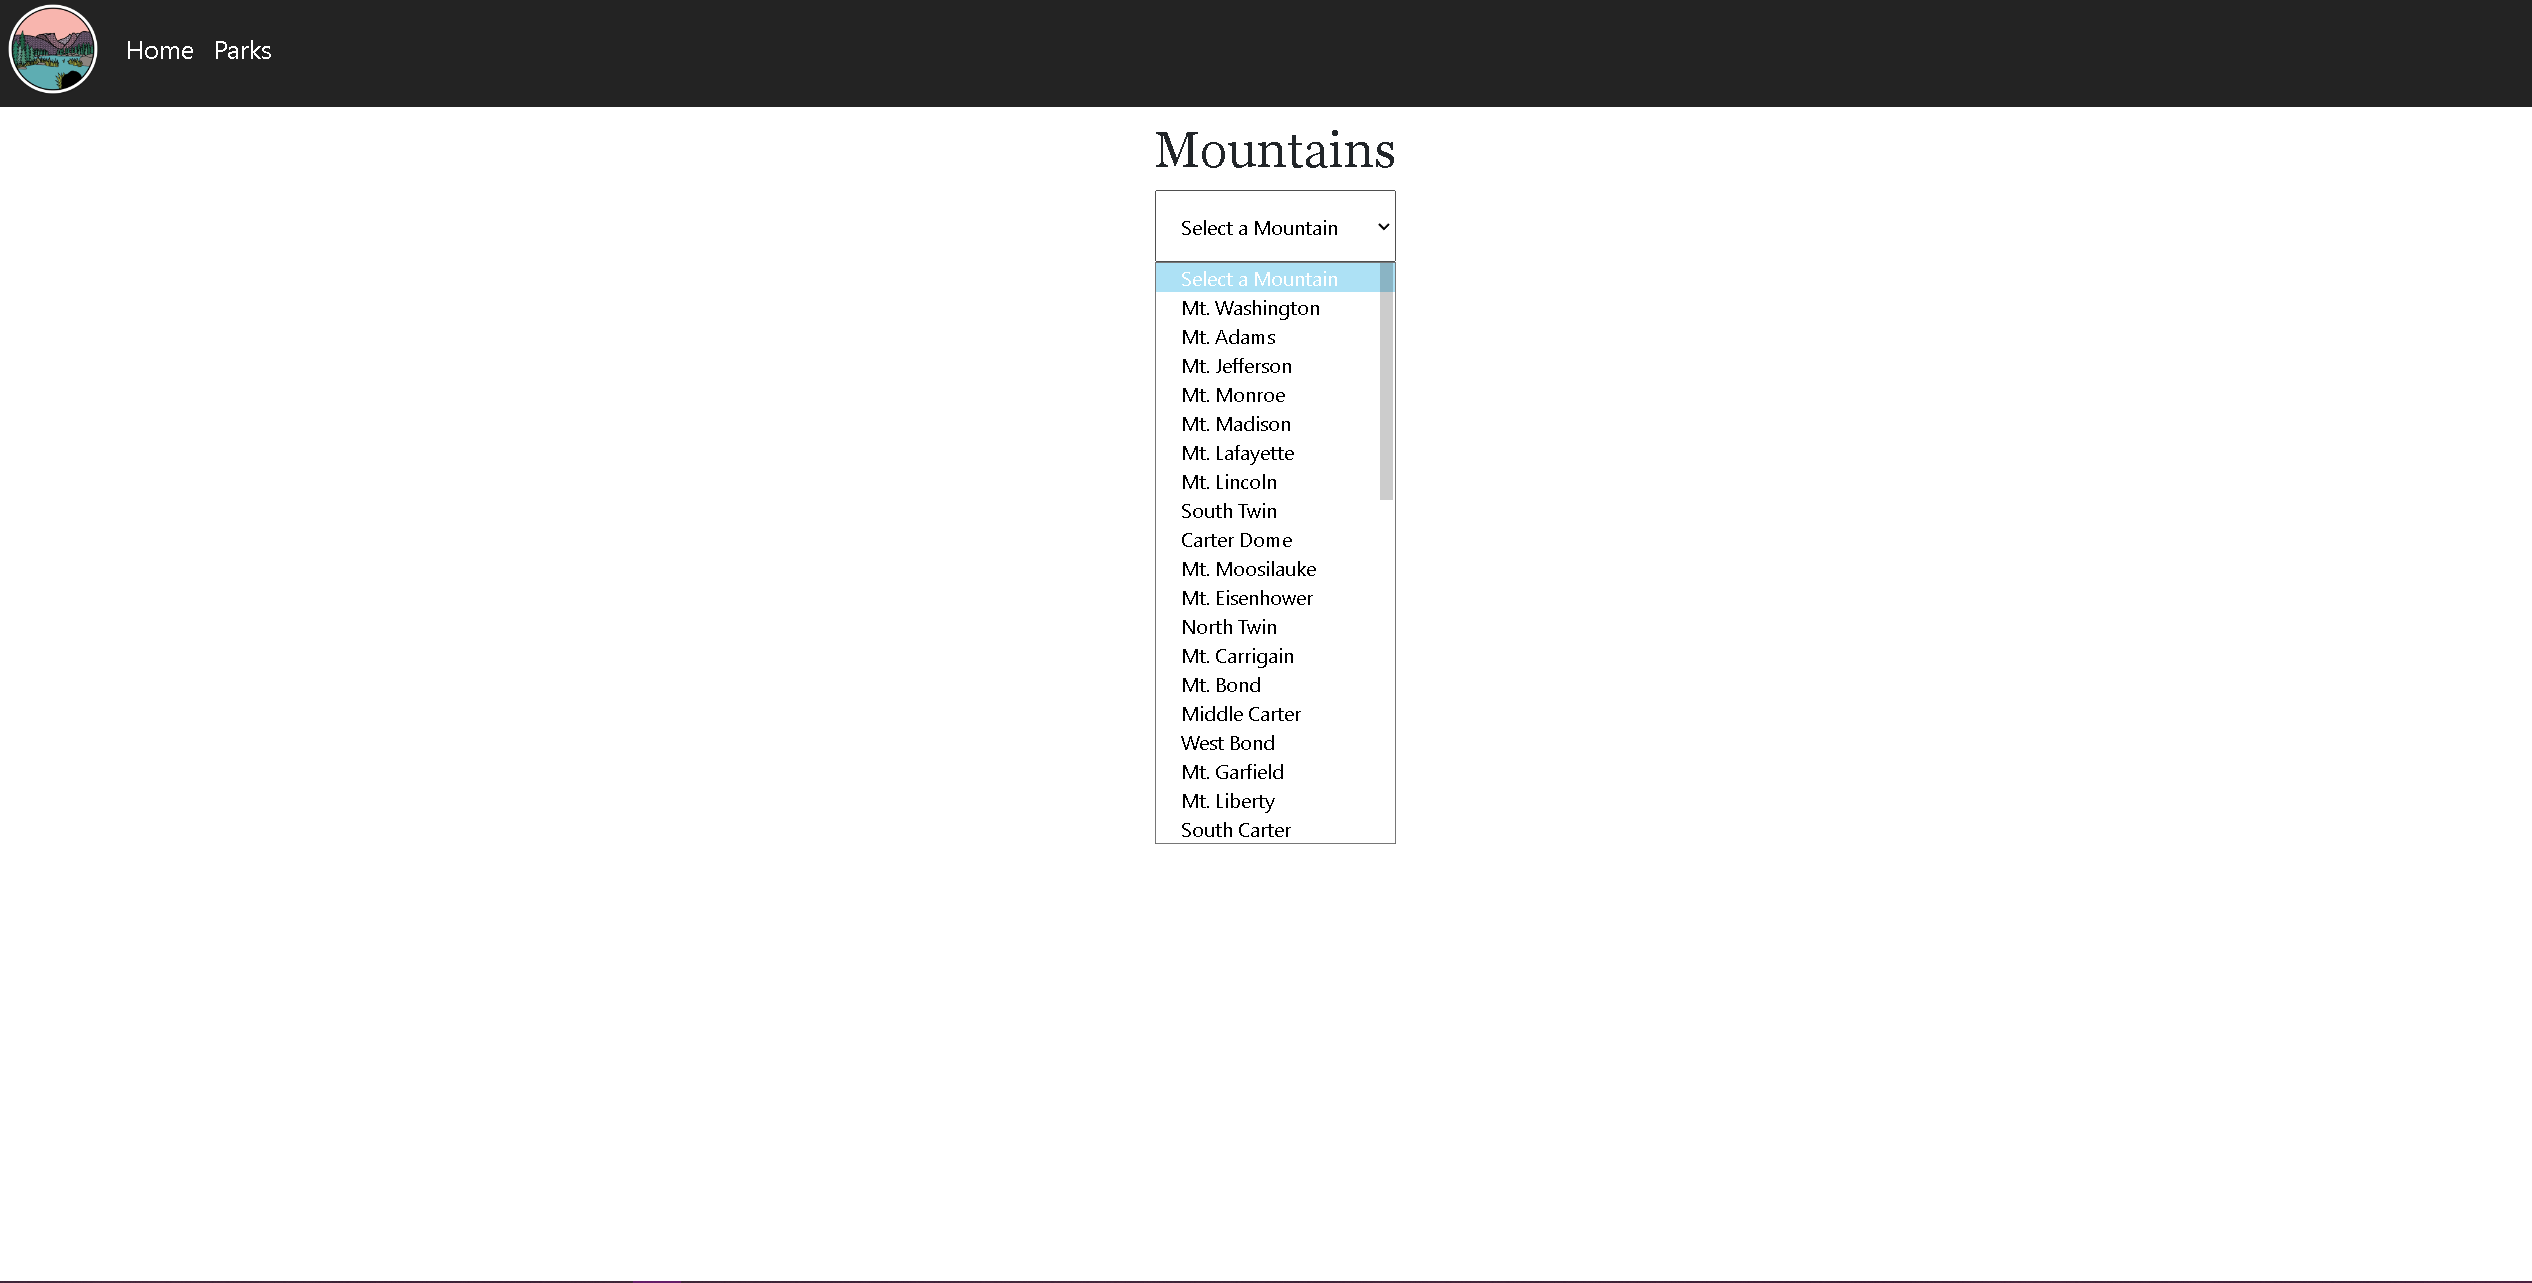 Home Parks
Mountains
Select a Mountain
Select a Mountain
Mt. Washington
Mt. Adams
Mt. Jefferson
Mt. Monroe
Mt. Madison
Mt. Lafayette
Mt. Lincoln
South Twin
Carter Dome
Mt. Moosilauke
Mt. Eisenhower
North Twin
Mt. Carrigain
Mt. Bond
Middle Carter
West Bond
Mt. Garfield
Mt. Liberty
South Carter